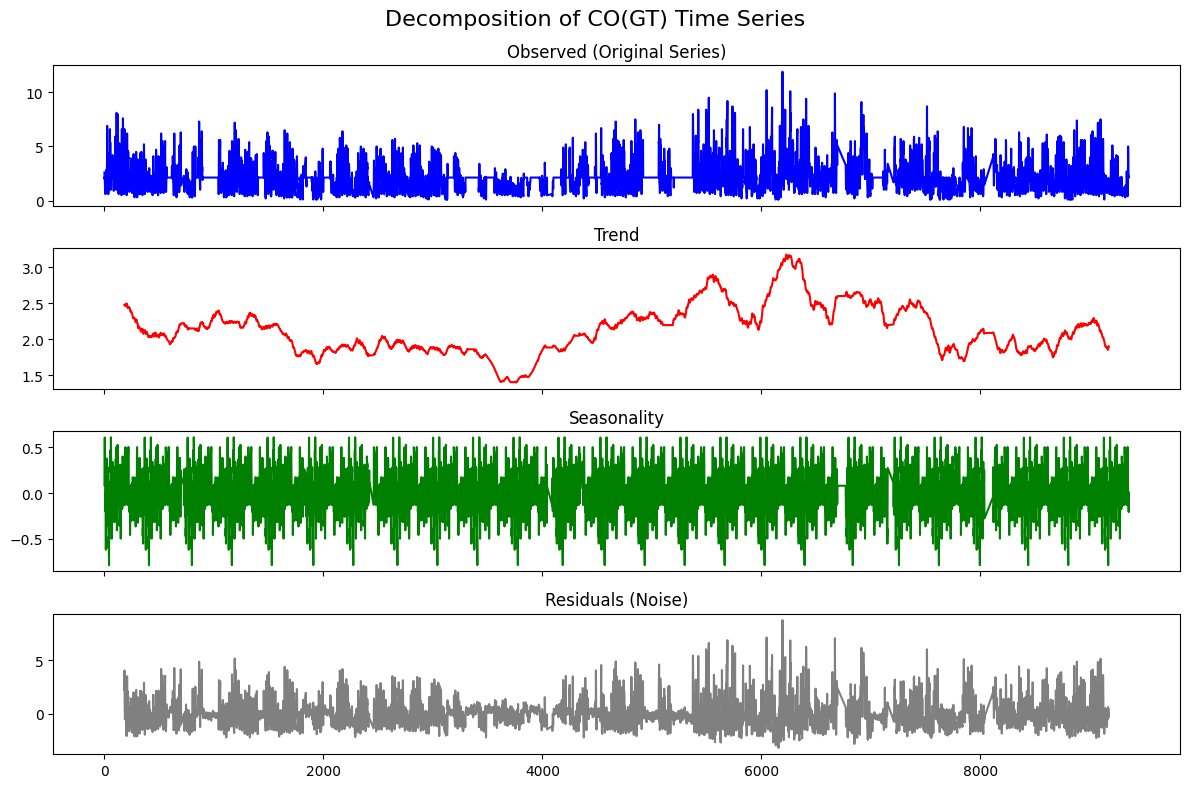 Decomposition of CO(GT) Time Series
Observed (Original Series)
10
5
0
Trend
3.0
2.5
2.0
1.5
Seasonality
0.5
0.0
−0.5
Residuals (Noise)
5
0
0 2000 4000 6000 8000